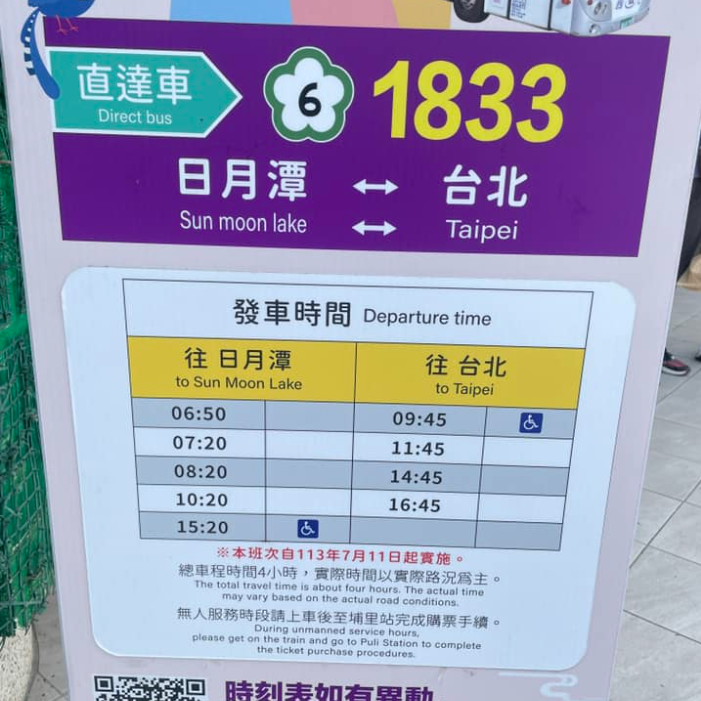 直達車
Direct bus
6
1833
日月潭 ↔ 台北
Sun moon lake ↔ Taipei
發車時間 Departure time
往 日月潭 往 台北
to Sun Moon Lake to Taipei
06:50 09:45
07:20 11:45
08:20 14:45
10:20 16:45
15:20
※本班次自113年7月11日起實施。
總車程時間4小時，實際時間以實際路況為主。
The total travel time is about four hours. The actual time
may vary based on the actual road conditions.
無人服務時段請上車後至埔里站完成購票手續。
During unmanned service hours,
please get on the train and go to Puli Station to complete
the ticket purchase procedures.
時刻表如有異動